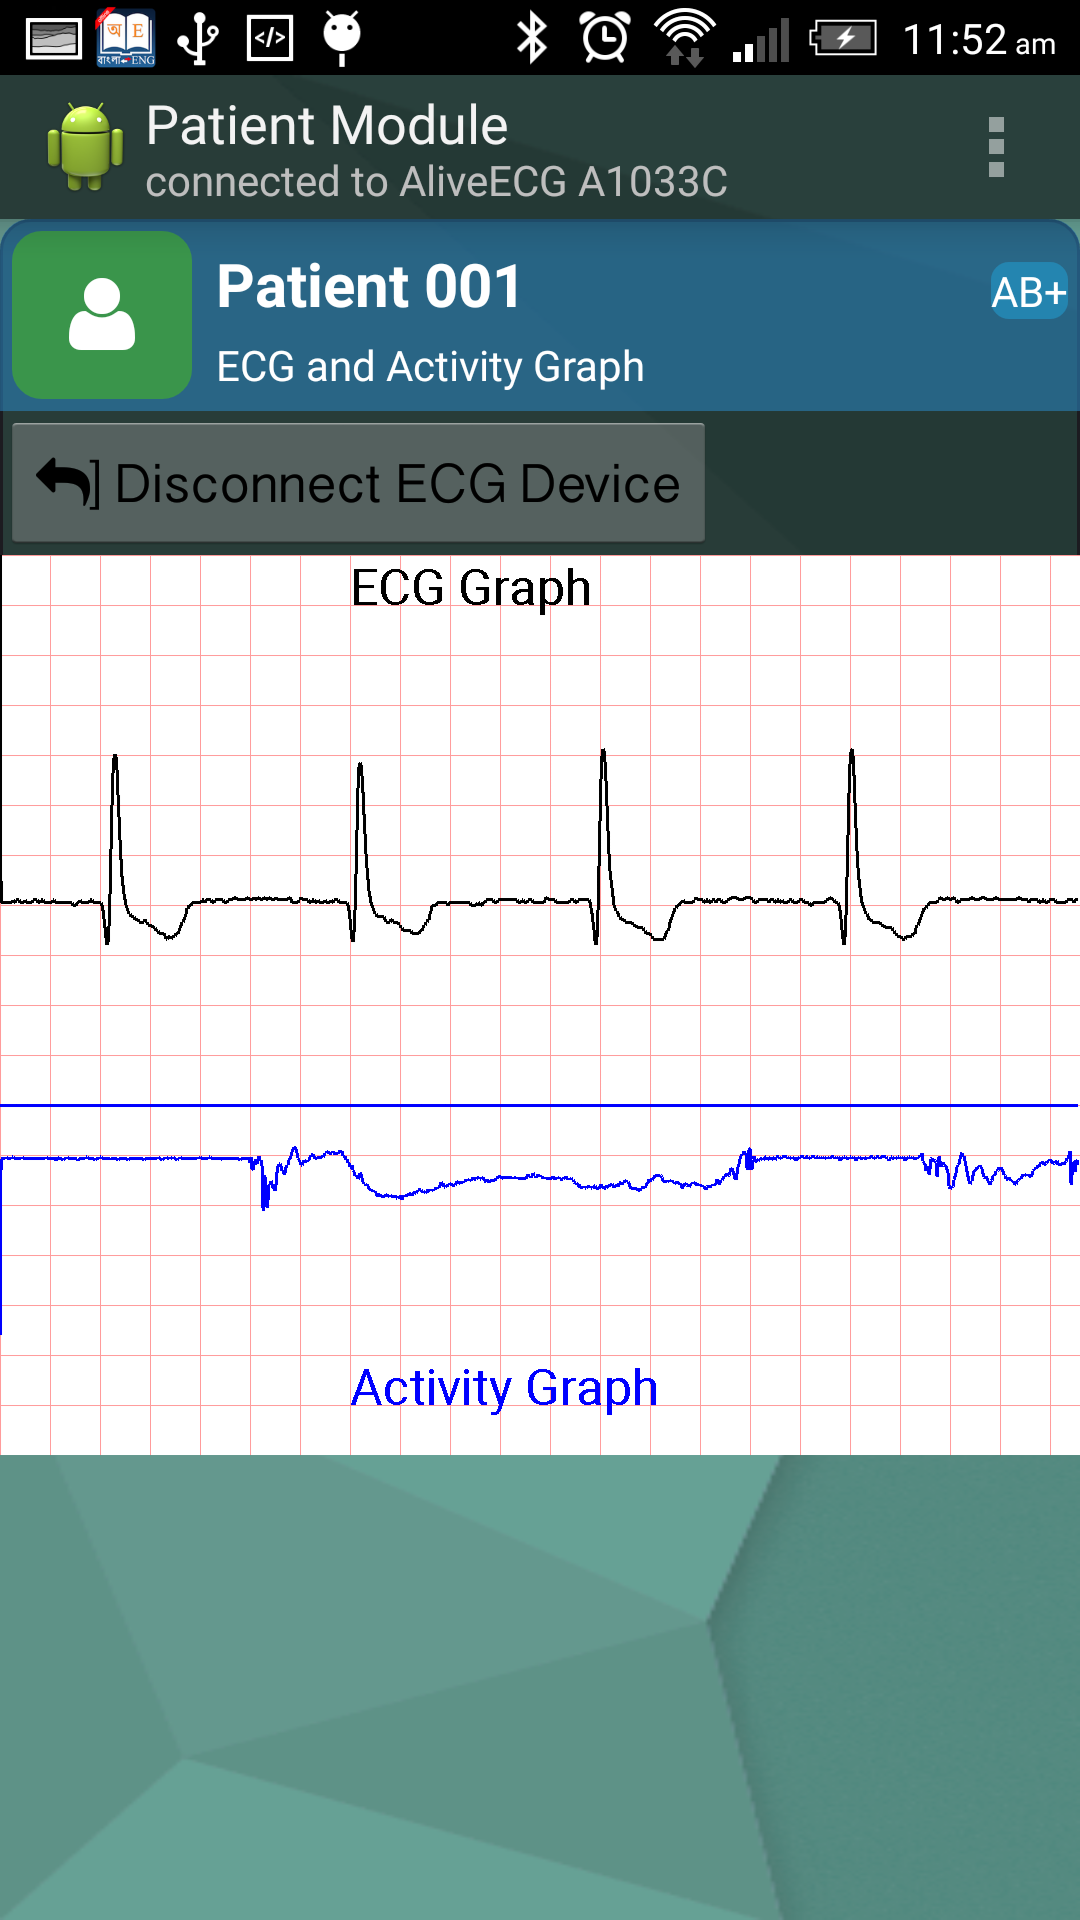 অ E
বাংলা ENG
</>
11:52 am
Patient Module
connected to AliveECG A1033C
Patient 001
AB+
ECG and Activity Graph
] Disconnect ECG Device
ECG Graph
Activity Graph